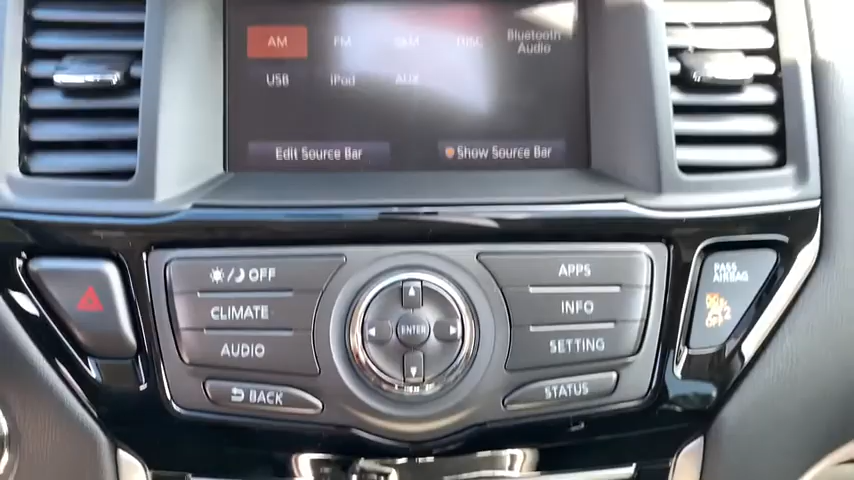 AM FM SXM DISC Bluetooth Audio
USB iPod AUX
Edit Source Bar Show Source Bar
OFF
CLIMATE
AUDIO
BACK
ENTER
APPS
INFO
SETTING
STATUS
PASS
AIRBAG
OFF